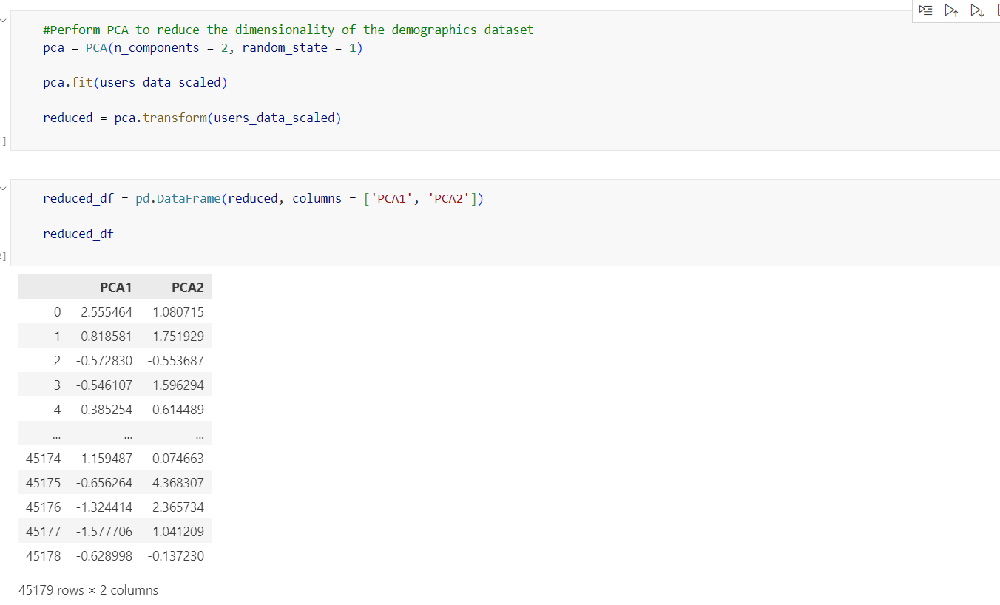 #Perform PCA to reduce the dimensionality of the demographics dataset
pca = PCA(n_components = 2, random_state = 1)
pca.fit(users_data_scaled)
reduced = pca.transform(users_data_scaled)
]
reduced_df = pd.DataFrame(reduced, columns = ['PCA1', 'PCA2'])
reduced_df
]
PCA1 PCA2
0 2.555464 1.080715
1 -0.818581 -1.751929
2 -0.572830 -0.553687
3 -0.546107 1.596294
4 0.385254 -0.614489
... ... ...
45174 1.159487 0.074663
45175 -0.656264 4.368307
45176 -1.324414 2.365734
45177 -1.577706 1.041209
45178 -0.628998 -0.137230
45179 rows × 2 columns